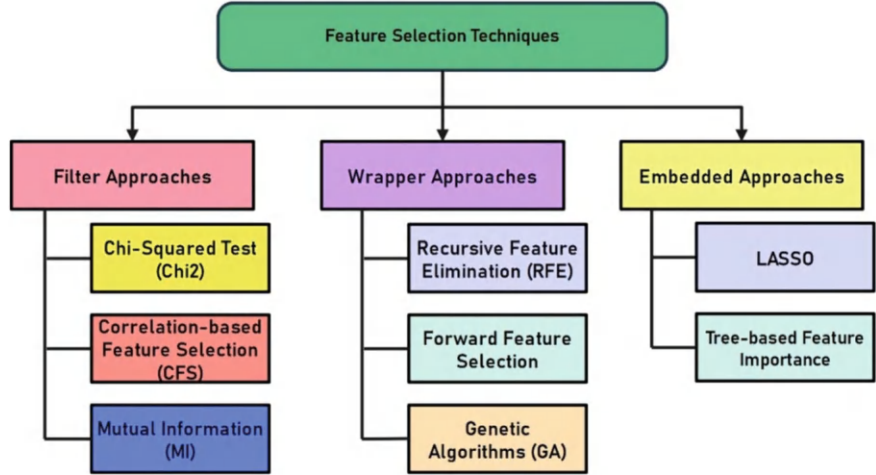 Feature Selection Techniques
Filter Approaches
Chi-Squared Test
(Chi2)
Correlation-based
Feature Selection
(CFS)
Mutual Information
(MI)
Wrapper Approaches
Recursive Feature
Elimination (RFE)
Forward Feature
Selection
Genetic
Algorithms (GA)
Embedded Approaches
LASSO
Tree-based Feature
Importance